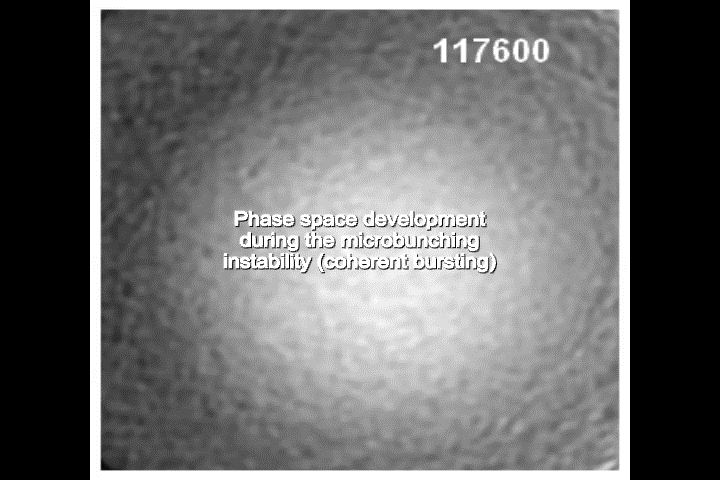 117600
Phase space development
during the microbunching
instability (coherent bursting)